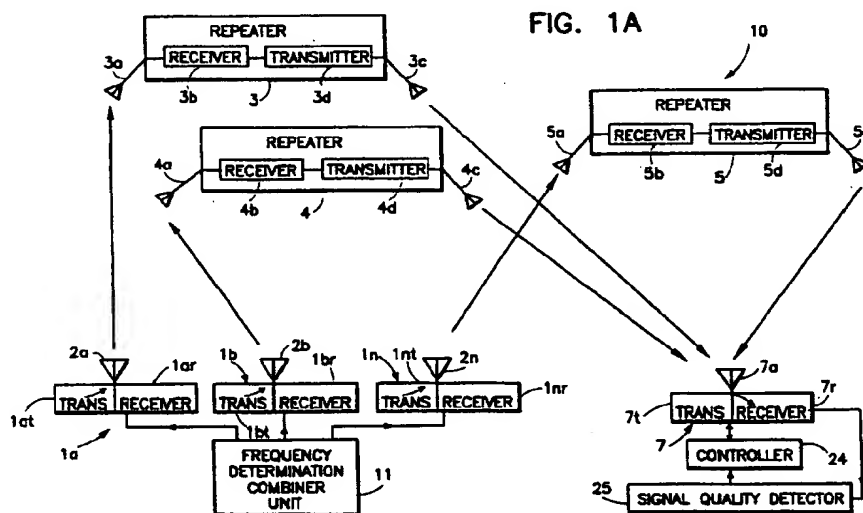 FIG. 1A
10
REPEATER
3a
RECEIVER
TRANSMITTER
3c
3b
3
3d
REPEATER
4a
RECEIVER
TRANSMITTER
4c
4b
4
4d
REPEATER
5a
RECEIVER
TRANSMITTER
5b
5
5d
2a
1ar
1at
TRANS
RECEIVER
1a
1b
2b
1br
TRANS
RECEIVER
1bt
1n
1nt
2n
TRANS
RECEIVER
1nr
FREQUENCY
DETERMINATION
COMBINER
UNIT
11
7a
7t
TRANS
RECEIVER
7r
7
CONTROLLER
24
25
SIGNAL QUALITY DETECTOR